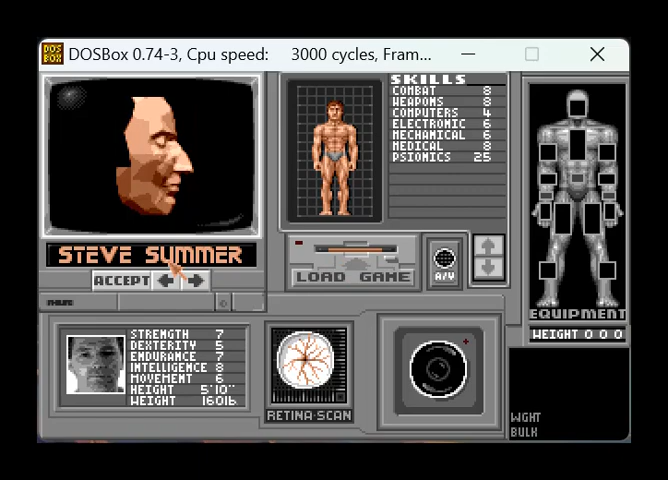 DOSBox 0.74-3, Cpu speed: 3000 cycles, Fram...
SKILLS
COMBAT 8
WEAPONS 8
COMPUTERS 4
ELECTRONIC 6
MECHANICAL 6
MEDICAL 8
PSIONICS 25
STEVE SUMMER
ACCEPT
LOAD GAME
A/V
EQUIPMENT
WEIGHT 0 0 0
STRENGTH 7
DEXTERITY 5
ENDURANCE 7
INTELLIGENCE 8
MOVEMENT 6
HEIGHT 5'10"
WEIGHT 160lb
RETINA-SCAN
WGHT
BULK